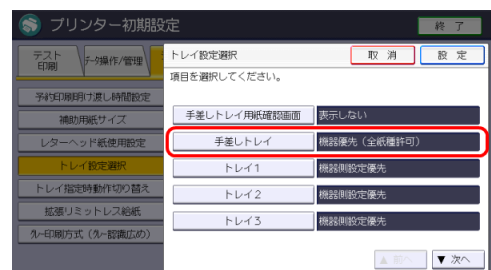 プリンター初期設定
終 了
テスト
印刷
データ操作/管理
トレイ設定選択
取 消
設 定
項目を選択してください。
予約印刷明け渡し時間設定
補助用紙サイズ
レターヘッド紙使用設定
トレイ設定選択
トレイ指定時動作切り替え
拡張リミットレス給紙
グレー印刷方式（グレー認識広め）
手差しトレイ用紙確認画面
表示しない
手差しトレイ
機器優先（全紙種許可）
トレイ1
機器側設定優先
トレイ2
機器側設定優先
トレイ3
機器側設定優先
▲ 前へ
▼ 次へ